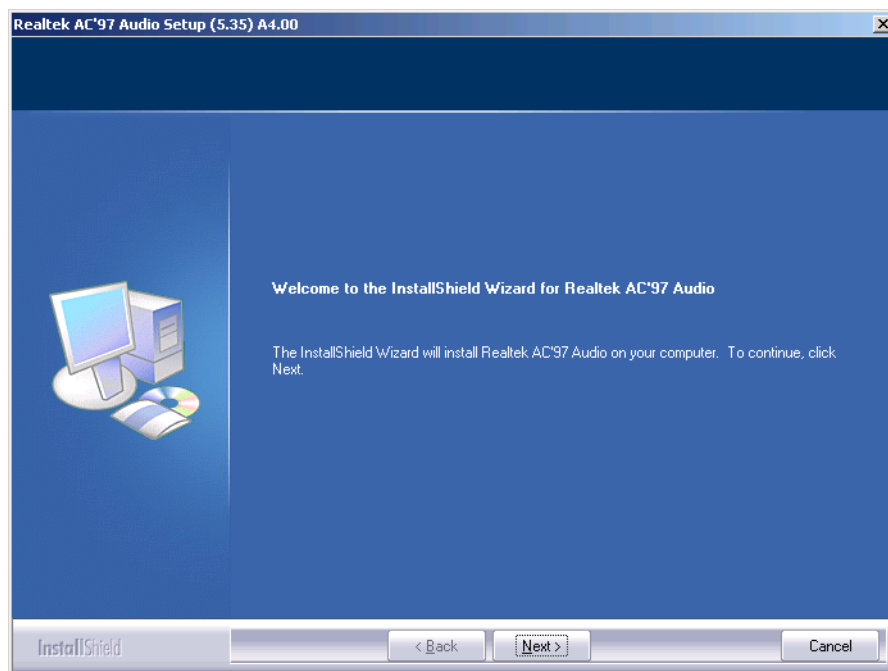 Realtek AC'97 Audio Setup (5.35) A4.00
Welcome to the InstallShield Wizard for Realtek AC'97 Audio
The InstallShield Wizard will install Realtek AC'97 Audio on your computer. To continue, click
Next.
InstallShield
< Back
Next >
Cancel